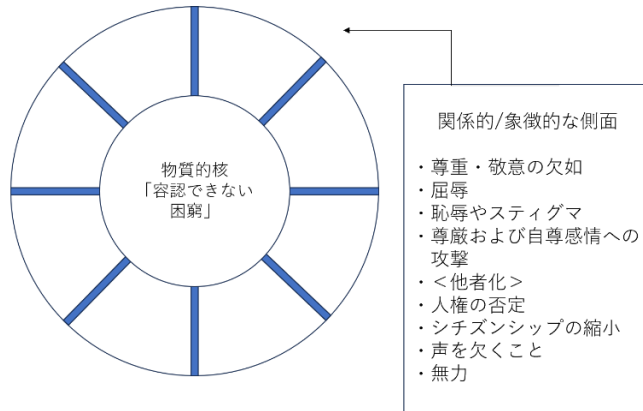 物質的核
「容認できない
困窮」
関係的/象徴的な側面
・尊重・敬意の欠如
・屈辱
・恥辱やスティグマ
・尊厳および自尊感情への
攻撃
・＜他者化＞
・人権の否定
・シチズンシップの縮小
・声を欠くこと
・無力